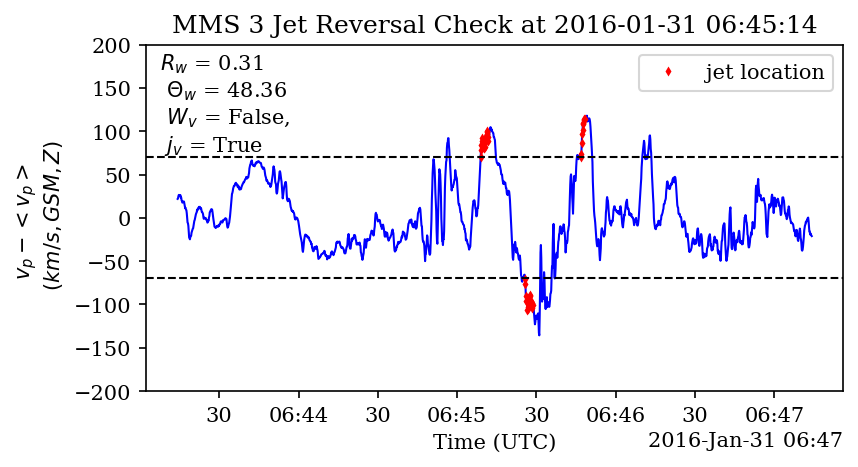 MMS 3 Jet Reversal Check at 2016-01-31 06:45:14
R_w = 0.31
Θ_w = 48.36
W_v = False,
j_v = True
jet location
200
150
100
50
0
−50
−100
−150
−200
v_p − < v_p >
(km/s, GSM, Z)
30 06:44 30 06:45 30 06:46 30 06:47
Time (UTC)
2016-Jan-31 06:47